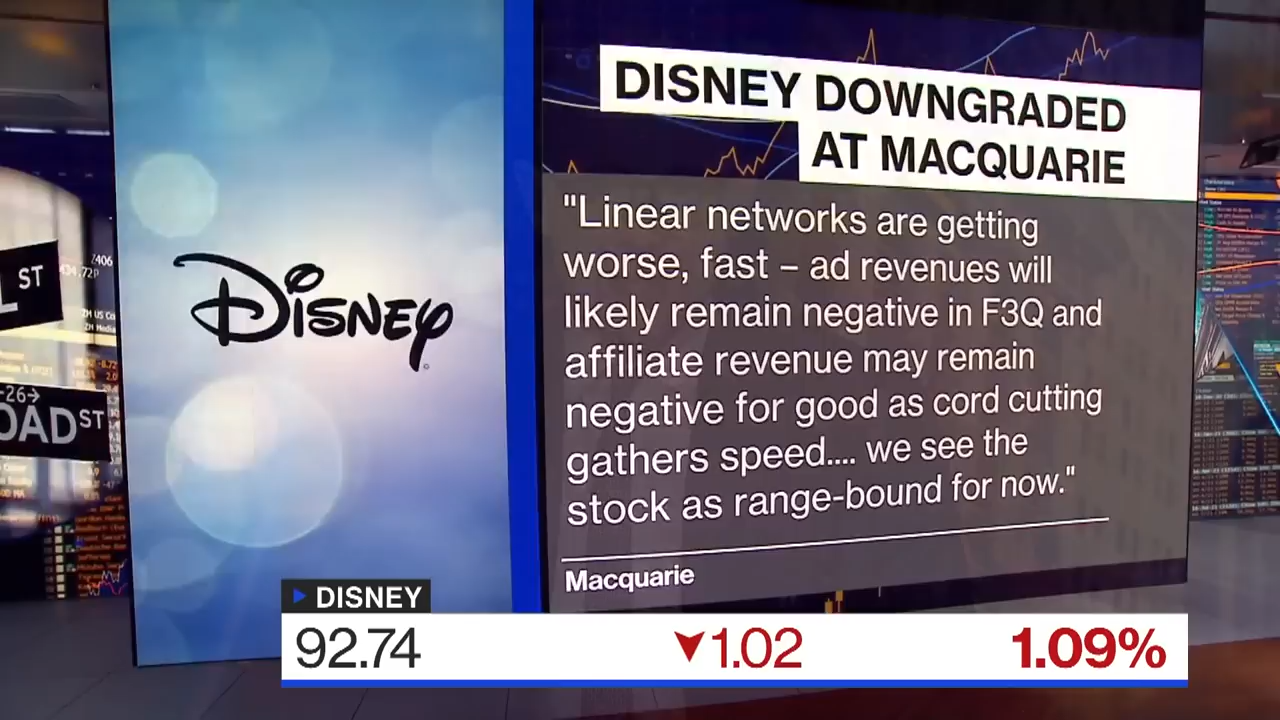 DISNEY
DISNEY DOWNGRADED
AT MACQUARIE
"Linear networks are getting
worse, fast – ad revenues will
likely remain negative in F3Q and
affiliate revenue may remain
negative for good as cord cutting
gathers speed.... we see the
stock as range-bound for now."
Macquarie
ST
-26→
OAD ST
DISNEY
92.74 1.02 1.09%